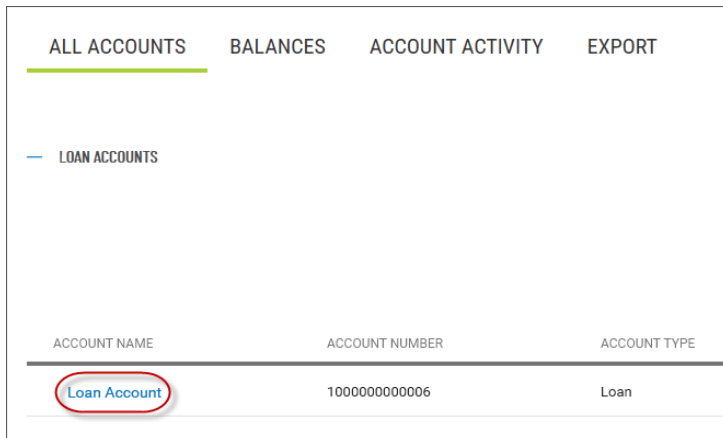 ALL ACCOUNTS BALANCES ACCOUNT ACTIVITY EXPORT
LOAN ACCOUNTS
ACCOUNT NAME ACCOUNT NUMBER ACCOUNT TYPE
Loan Account 1000000000006 Loan